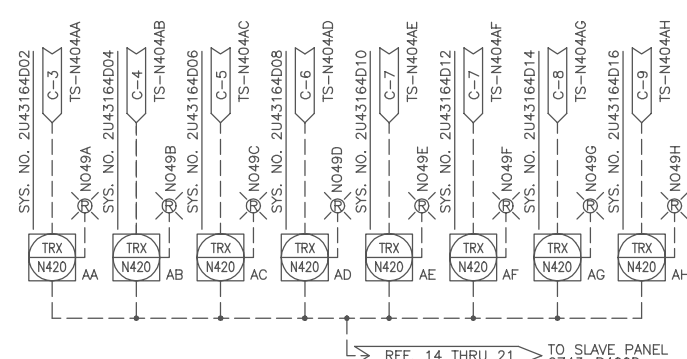 SYS. NO. 2U43164D02
C-3
TS-N404AA
N049A
SYS. NO. 2U43164D04
C-4
TS-N404AB
N049B
SYS. NO. 2U43164D06
C-5
TS-N404AC
N049C
SYS. NO. 2U43164D08
C-6
TS-N404AD
N049D
SYS. NO. 2U43164D10
C-7
TS-N404AE
N049E
SYS. NO. 2U43164D12
C-7
TS-N404AF
N049F
SYS. NO. 2U43164D14
C-8
TS-N404AG
N049G
SYS. NO. 2U43164D16
C-9
TS-N404AH
N049H
R R R R R R R R
TRX TRX TRX TRX TRX TRX TRX TRX
N420 AA N420 AB N420 AC N420 AD N420 AE N420 AF N420 AG N420 AH
REF. 14 THRU 21
TO SLAVE PANEL